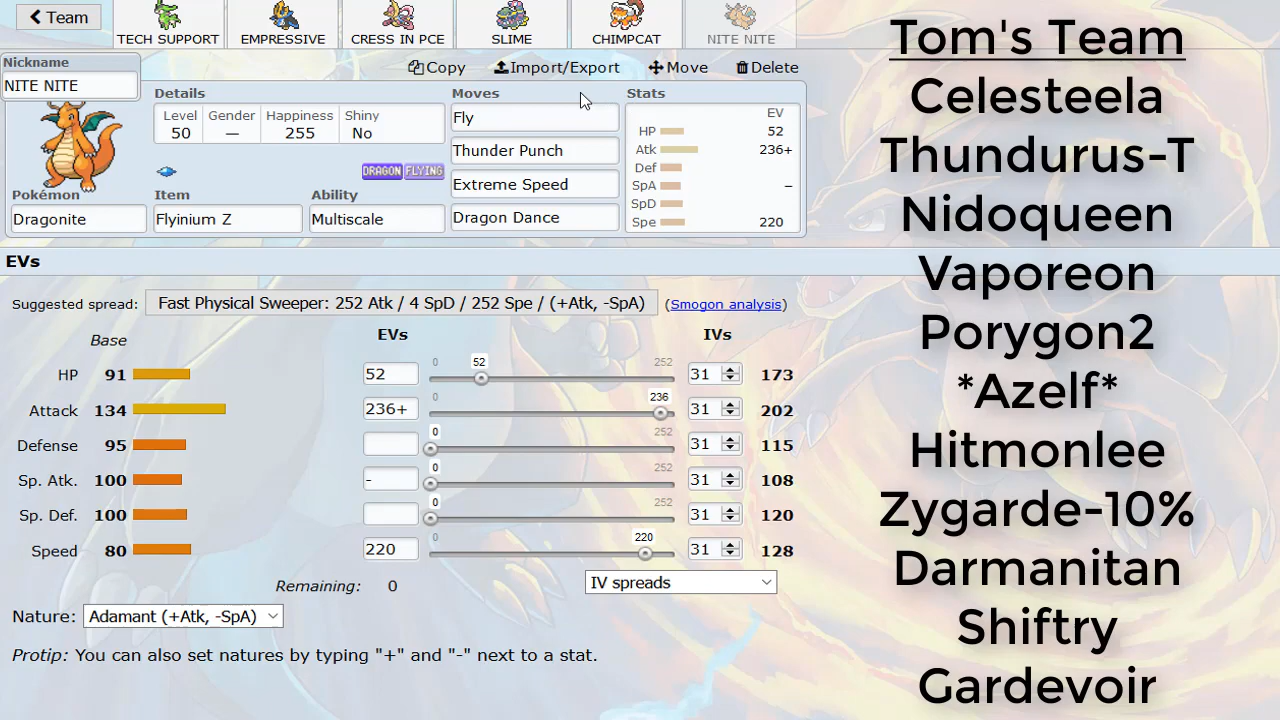 Team
TECH SUPPORT
EMPRESSIVE
CRESS IN PCE
SLIME
CHIMPCAT
NITE NITE
Nickname
NITE NITE
Copy
Import/Export
Move
Delete
Details
Moves
Stats
Level
50
Gender
—
Happiness
255
Shiny
No
DRAGON FLYING
Pokémon
Dragonite
Item
Flyinium Z
Ability
Multiscale
Fly
Thunder Punch
Extreme Speed
Dragon Dance
EV
HP 52
Atk 236+
Def
SpA –
SpD
Spe 220
EVs
Suggested spread: Fast Physical Sweeper: 252 Atk / 4 SpD / 252 Spe / (+Atk, -SpA) (Smogon analysis)
Base EVs IVs
HP 91 52 0 52 252 31 173
Attack 134 236+ 0 236 31 202
Defense 95 0 252 31 115
Sp. Atk. 100 - 0 252 31 108
Sp. Def. 100 0 252 31 120
Speed 80 220 0 220 31 128
Remaining: 0
IV spreads
Nature: Adamant (+Atk, -SpA)
Protip: You can also set natures by typing "+" and "-" next to a stat.
Tom's Team
Celesteela
Thundurus-T
Nidoqueen
Vaporeon
Porygon2
*Azelf*
Hitmonlee
Zygarde-10%
Darmanitan
Shiftry
Gardevoir